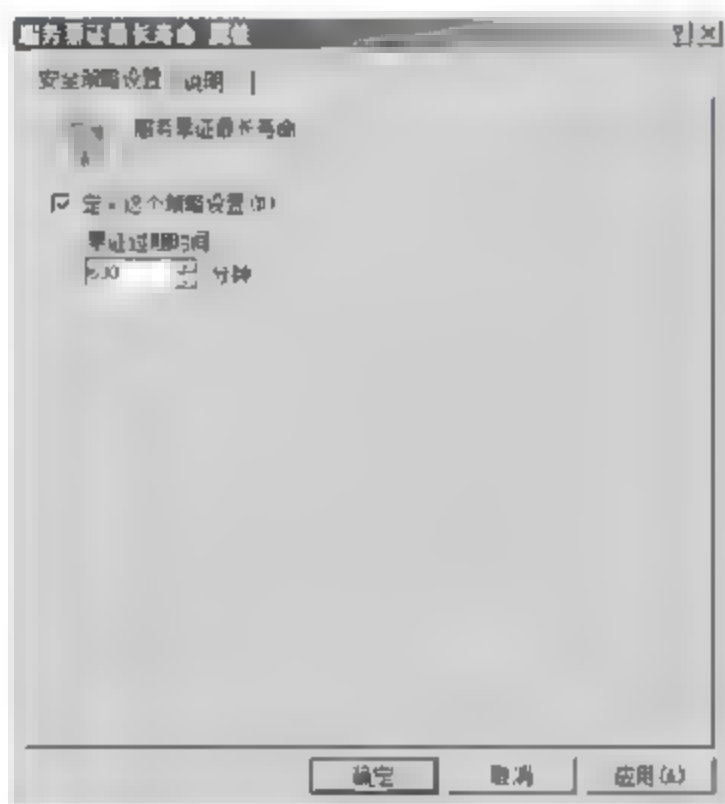 服务票证最长寿命 属性
安全策略设置 说明
服务票证最长寿命
定义这个策略设置(D)
票证过期时间
600 分钟
确定 取消 应用(A)